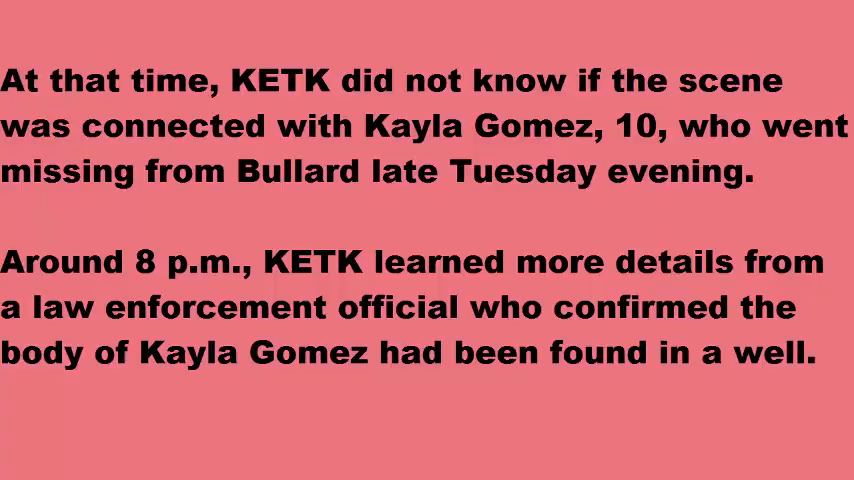 At that time, KETK did not know if the scene
was connected with Kayla Gomez, 10, who went
missing from Bullard late Tuesday evening.
Around 8 p.m., KETK learned more details from
a law enforcement official who confirmed the
body of Kayla Gomez had been found in a well.